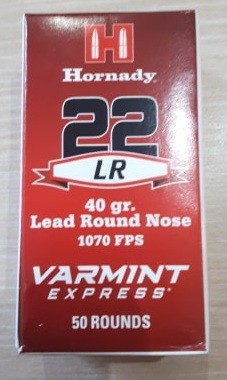 H
Hornady
22
LR
40 gr.
Lead Round Nose
1070 FPS
VARMINT
EXPRESS®
50 ROUNDS